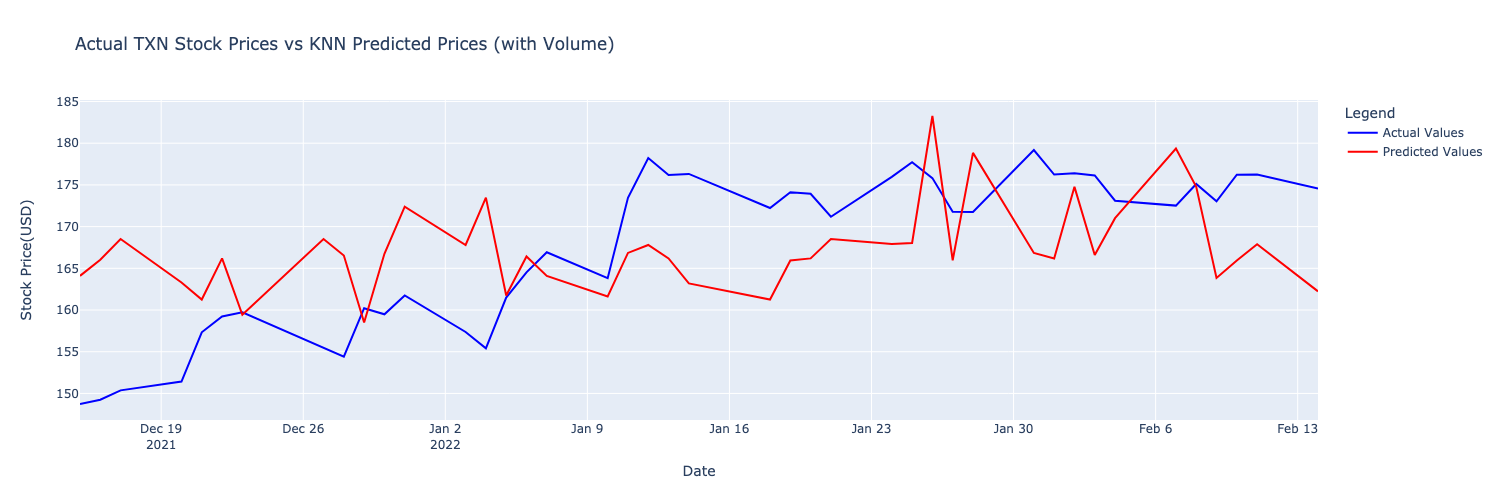 Actual TXN Stock Prices vs KNN Predicted Prices (with Volume)
Legend
Actual Values
Predicted Values
Stock Price(USD)
185
180
175
170
165
160
155
150
Dec 19
2021
Dec 26
Jan 2
2022
Jan 9
Jan 16
Jan 23
Jan 30
Feb 6
Feb 13
Date